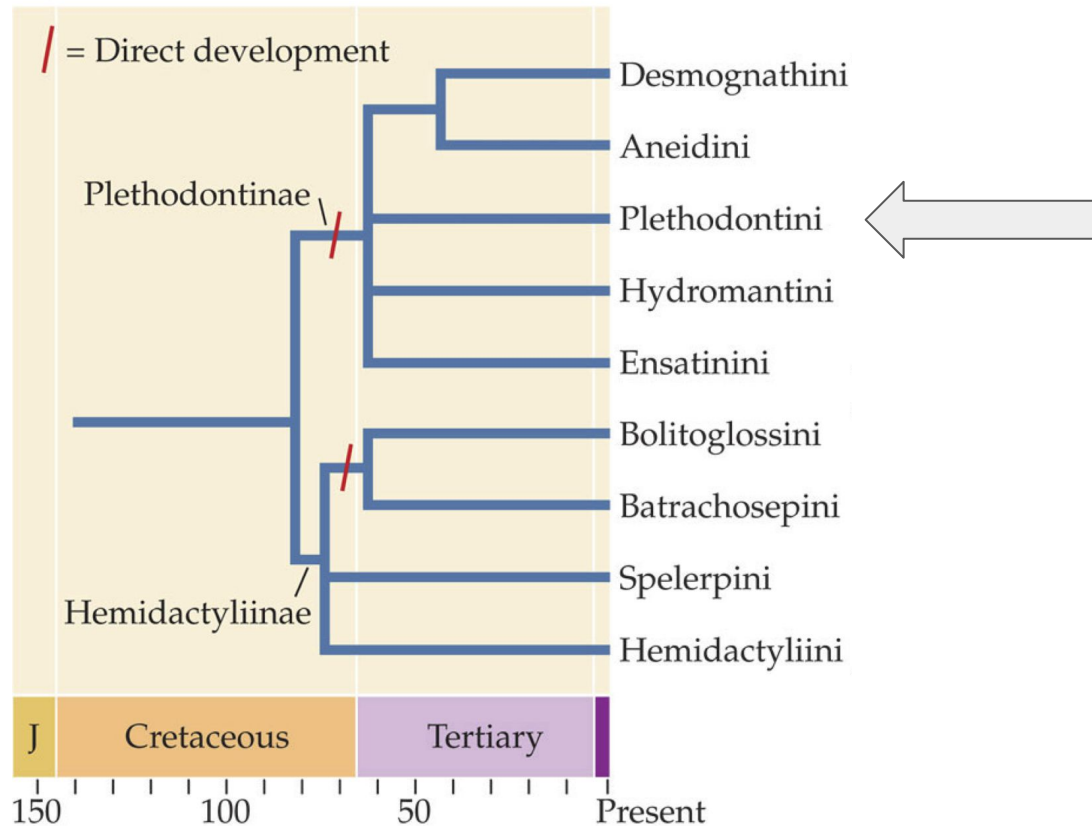 = Direct development
Desmognathini
Aneidini
Plethodontinae
Plethodontini
Hydromantini
Ensatinini
Bolitoglossini
Batrachosepini
Spelerpini
Hemidactyliinae
Hemidactyliini
J Cretaceous Tertiary
150 100 50 Present